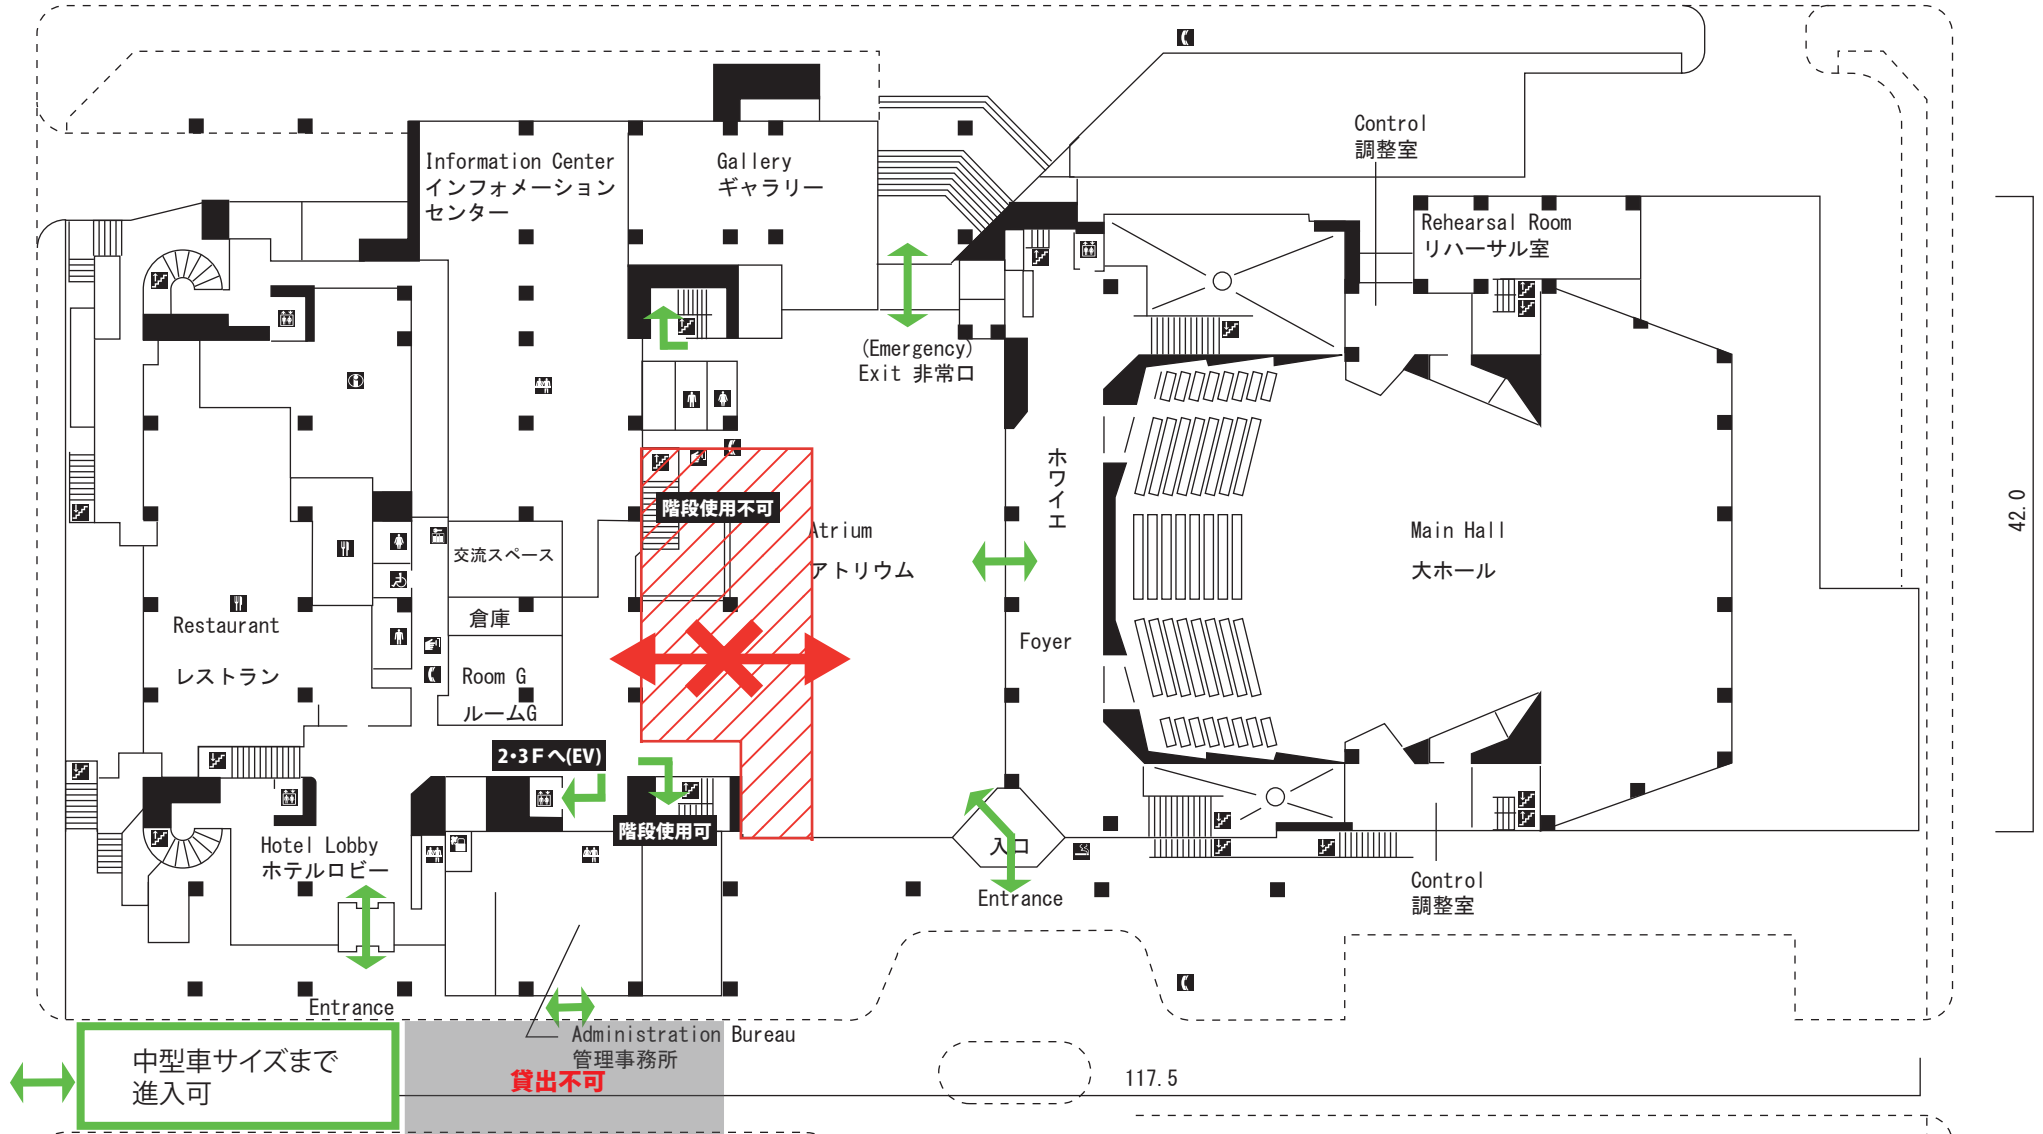 Control
調整室
Information Center
インフォメーション
センター
Gallery
ギャラリー
Rehearsal Room
リハーサル室
(Emergency)
Exit 非常口
ホワイエ
階段使用不可
Atrium
アトリウム
Main Hall
大ホール
42.0
交流スペース
倉庫
Restaurant
レストラン
Foyer
Room G
ルームG
2・3Fへ(EV)
階段使用可
Hotel Lobby
ホテルロビー
入口
Entrance
Control
調整室
Entrance
Administration Bureau
管理事務所
貸出不可
中型車サイズまで
進入可
117.5